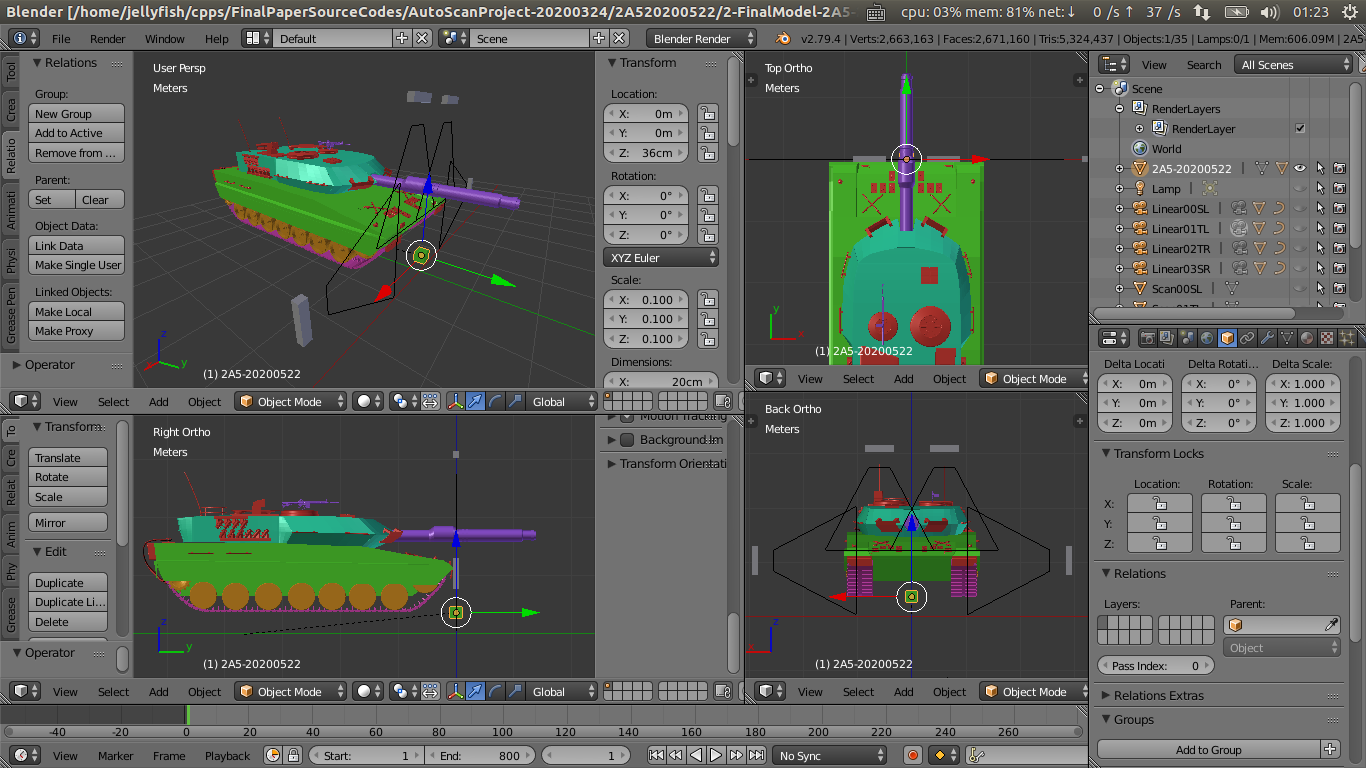 Blender [/home/jellyfish/cpps/FinalPaperSourceCodes/AutoScanProject-20200324/2A520200522/2-FinalModel-2A5- cpu: 03% mem: 81% net:↓ 0 /s ↑ 37 /s 01:23
File Render Window Help Default Scene Blender Render v2.79.4 | Verts:2,663,163 | Faces:2,671,160 | Tris:5,324,437 | Objects:1/35 | Lamps:0/1 | Mem:606.09M | 2A5
Tool
Crea
Relatio
Animati
Physi
Grease Pen
Relations
Group:
New Group
Add to Active
Remove from ...
Parent:
Set Clear
Object Data:
Link Data
Make Single User
Linked Objects:
Make Local
Make Proxy
Operator
User Persp
Meters
(1) 2A5-20200522
Transform
Location:
X: 0m
Y: 0m
Z: 36cm
Rotation:
X: 0°
Y: 0°
Z: 0°
XYZ Euler
Scale:
X: 0.100
Y: 0.100
Z: 0.100
Dimensions:
X: 20cm
View Select Add Object Object Mode Global
Top Ortho
Meters
(1) 2A5-20200522
View Select Add Object Mode
View Search All Scenes
Scene
RenderLayers
RenderLayer
World
2A5-20200522
Lamp
Linear00SL
Linear01TL
Linear02TR
Linear03SR
Scan00SL
To
Cre
Relat
Anim
Phy
Grease
Transform
Translate
Rotate
Scale
Mirror
Edit
Duplicate
Duplicate Li...
Delete
Operator
Right Ortho
Meters
(1) 2A5-20200522
Motion Tracking
Background Im
Transform Orientati
View Select Add Object Object Mode Global
Back Ortho
Meters
(1) 2A5-20200522
View Select Add Object Mode
Delta Locati Delta Rotati... Delta Scale:
X: 0m X: 0° X: 1.000
Y: 0m Y: 0° Y: 1.000
Z: 0m Z: 0° Z: 1.000
Transform Locks
Location: Rotation: Scale:
X:
Y:
Z:
Relations
Layers: Parent:
Object
Pass Index: 0
Relations Extras
Groups
Add to Group
-40 -20 0 20 40 60 80 100 120 140 160 180 200 220 240 260
View Marker Frame Playback Start: 1 End: 800 1 No Sync